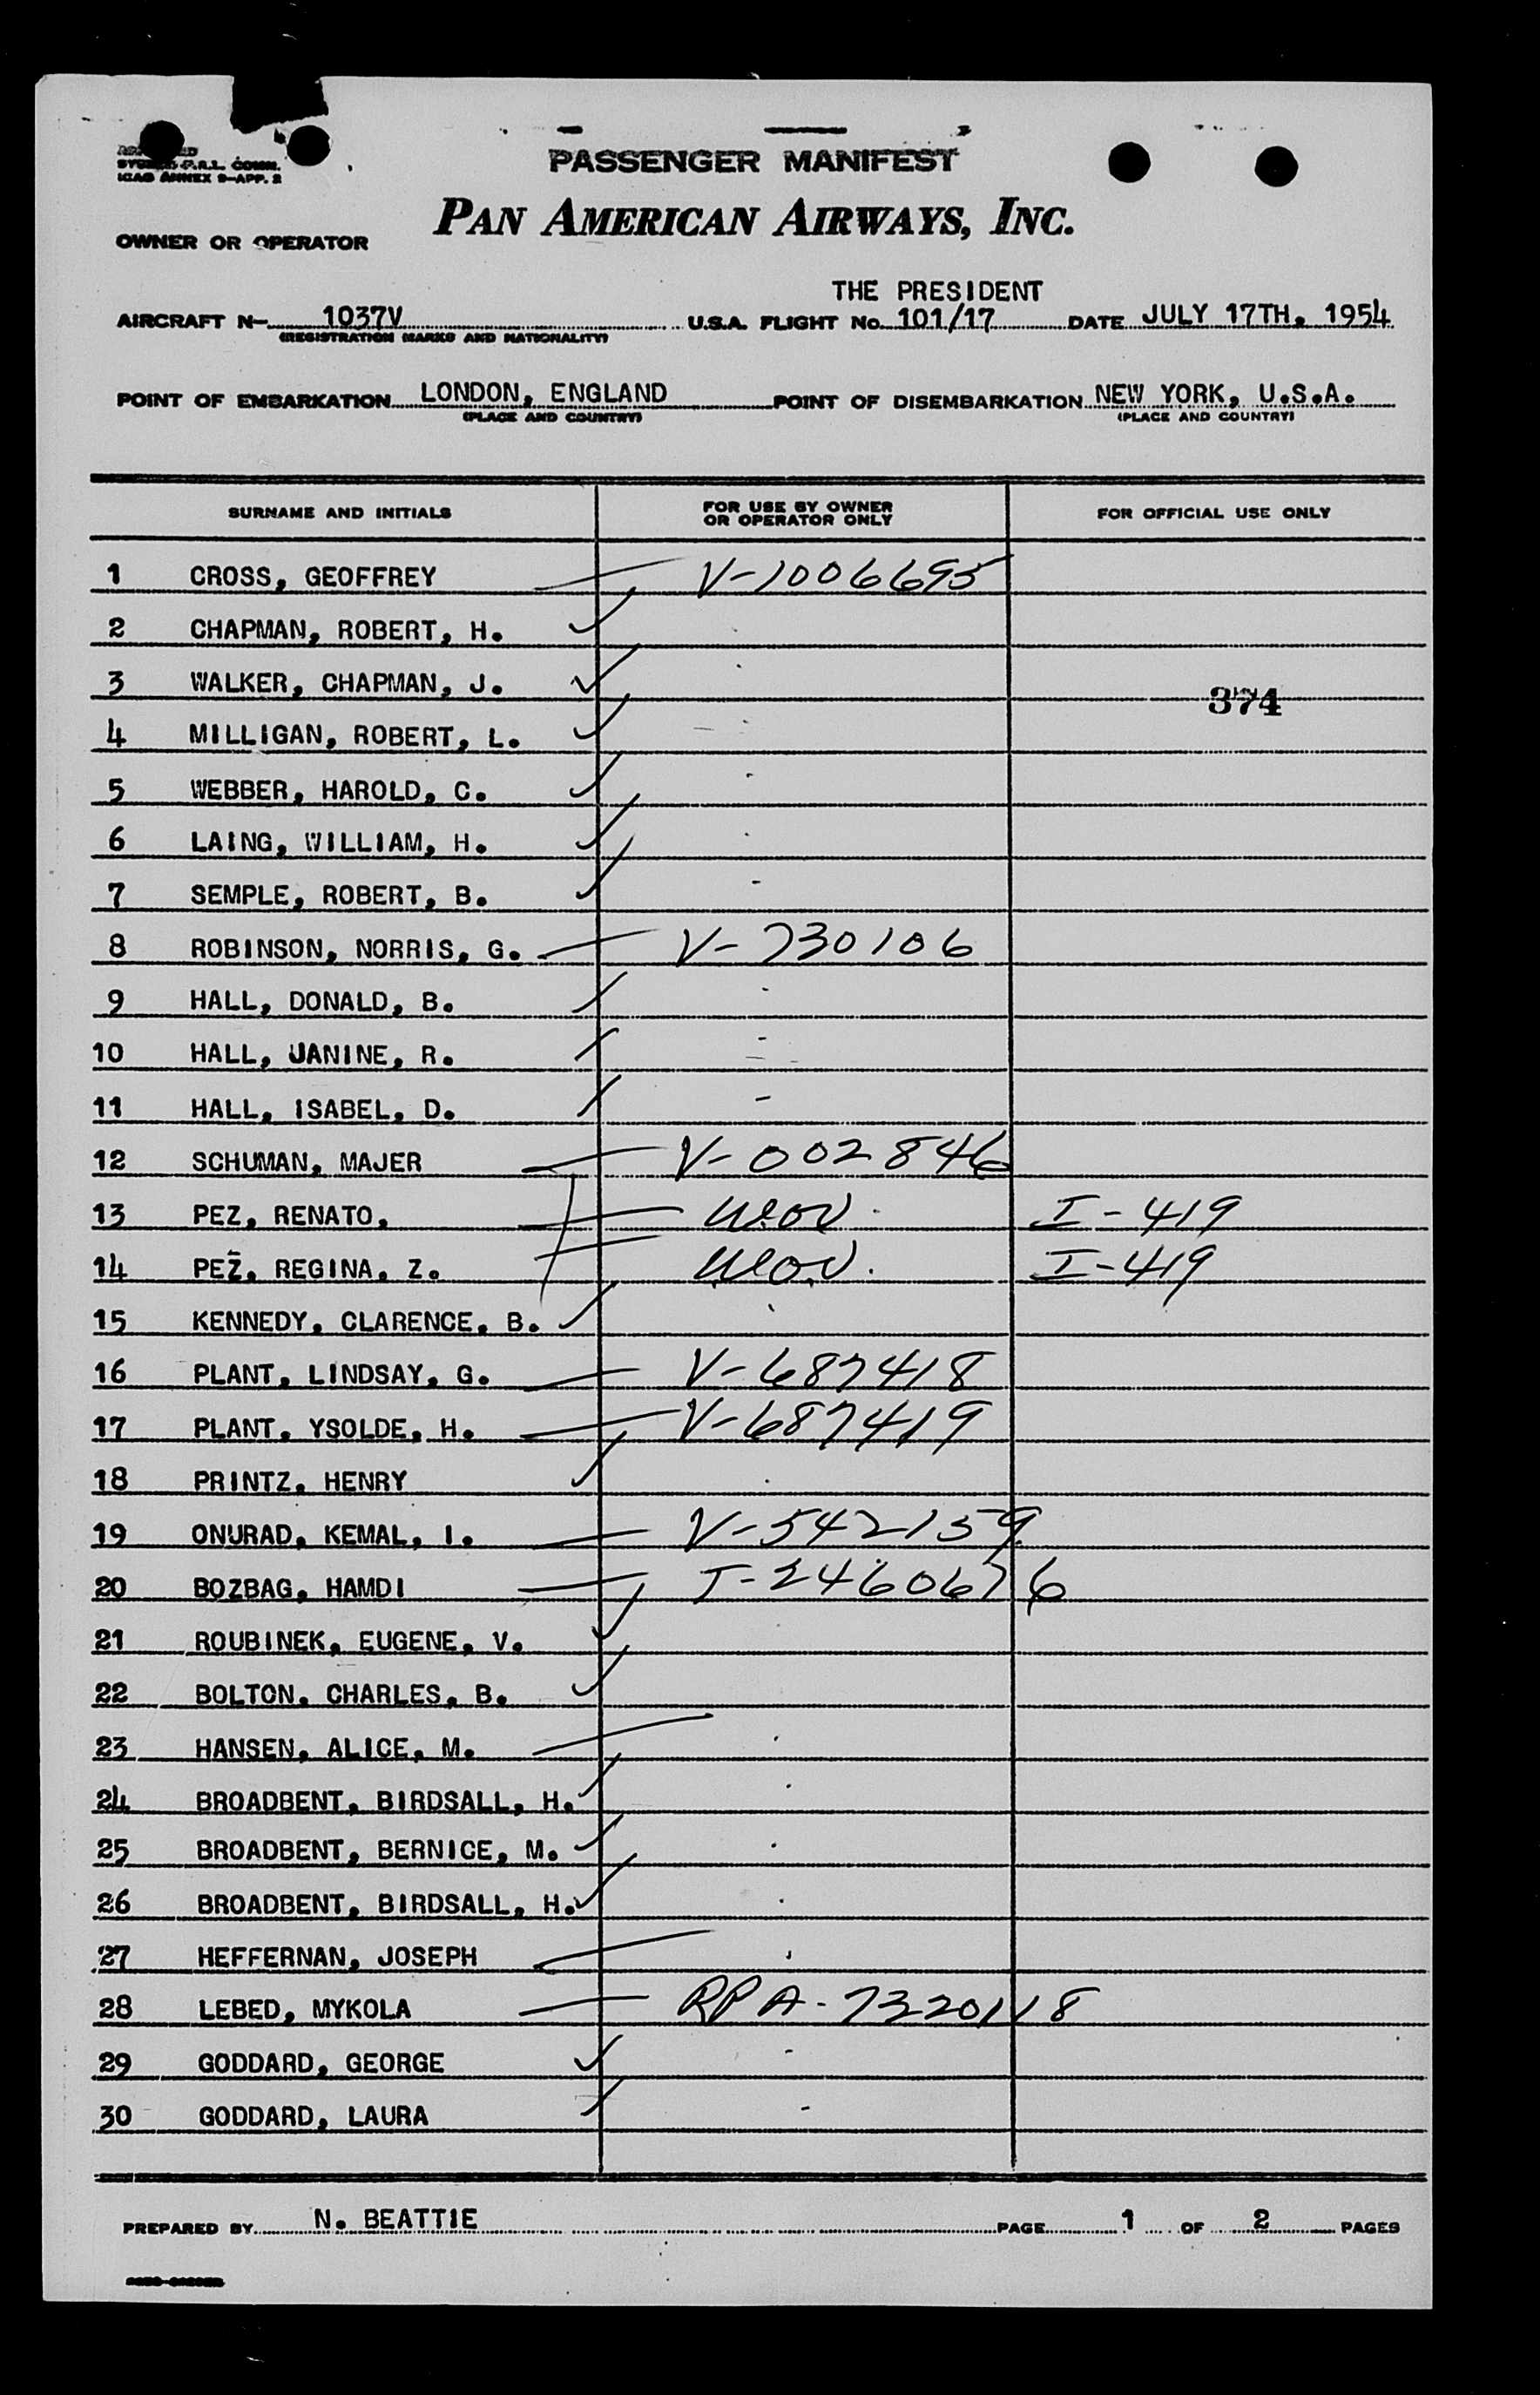 PASSENGER MANIFEST
ICAO ANNEX 9-APP. 2
PAN AMERICAN AIRWAYS, INC.
OWNER OR OPERATOR
THE PRESIDENT
AIRCRAFT N- 1037V U.S.A. FLIGHT No. 101/17 DATE JULY 17TH, 1954
(REGISTRATION MARKS AND NATIONALITY)
POINT OF EMBARKATION LONDON, ENGLAND POINT OF DISEMBARKATION NEW YORK, U.S.A.
(PLACE AND COUNTRY) (PLACE AND COUNTRY)
SURNAME AND INITIALS FOR USE BY OWNER OR OPERATOR ONLY FOR OFFICIAL USE ONLY
1 CROSS, GEOFFREY V-1006695
2 CHAPMAN, ROBERT, H.
3 WALKER, CHAPMAN, J.
374
4 MILLIGAN, ROBERT, L.
5 WEBBER, HAROLD, C.
6 LAING, WILLIAM, H.
7 SEMPLE, ROBERT, B.
8 ROBINSON, NORRIS, G. V-730106
9 HALL, DONALD, B.
10 HALL, JANINE, R.
11 HALL, ISABEL, D.
12 SCHUMAN, MAJER V-002846
13 PEZ, RENATO, I-419
14 PEZ, REGINA, Z. I-419
15 KENNEDY, CLARENCE, B.
16 PLANT, LINDSAY, G. V-687418
17 PLANT, YSOLDE, H. V-687419
18 PRINTZ, HENRY
19 ONURAD, KEMAL, I. V-542159
20 BOZBAG, HAMDI I-2460676
21 ROUBINEK, EUGENE, V.
22 BOLTON, CHARLES, B.
23 HANSEN, ALICE, M.
24 BROADBENT, BIRDSALL, H.
25 BROADBENT, BERNICE, M.
26 BROADBENT, BIRDSALL, H.
27 HEFFERNAN, JOSEPH
28 LEBED, MYKOLA RPA-7320118
29 GODDARD, GEORGE
30 GODDARD, LAURA
PREPARED BY N. BEATTIE PAGE 1 OF 2 PAGES